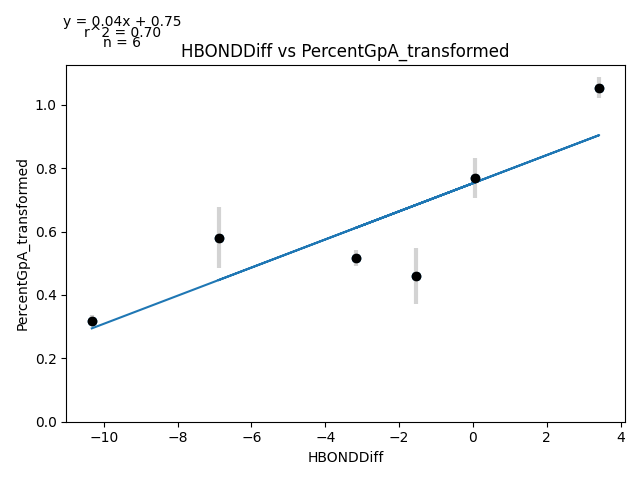 y = 0.04x + 0.75
r^2 = 0.70
n = 6
HBONDDiff vs PercentGpA_transformed
PercentGpA_transformed
1.0
0.8
0.6
0.4
0.2
0.0
−10
−8
−6
−4
−2
0
2
4
HBONDDiff